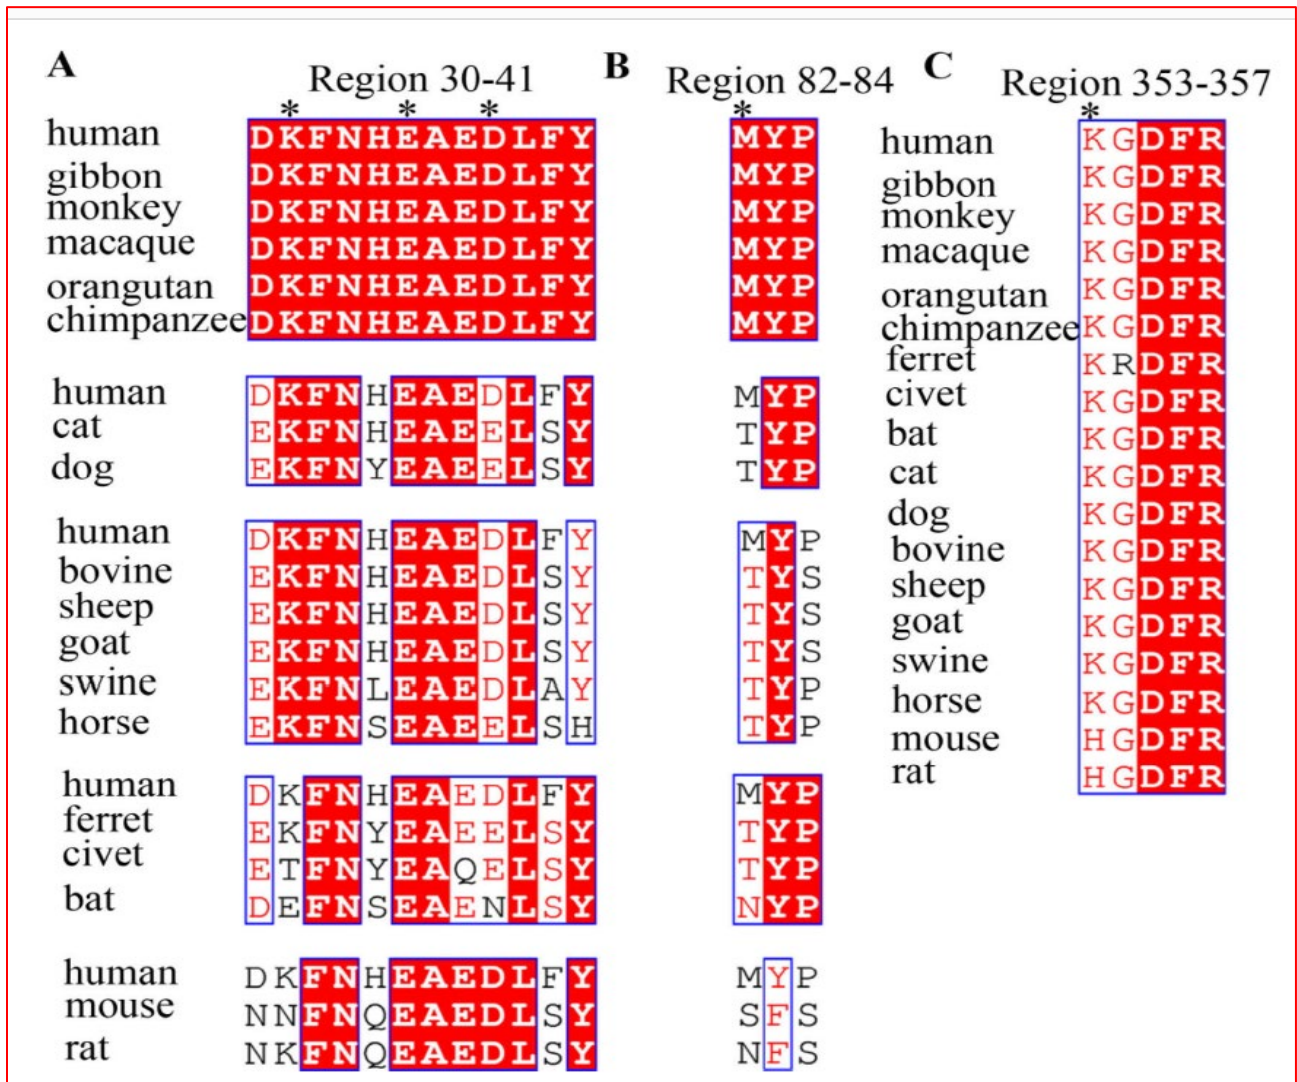 A
Region 30-41
* * *
human DKFNHEAEDLFY
gibbon DKFNHEAEDLFY
monkey DKFNHEAEDLFY
macaque DKFNHEAEDLFY
orangutan DKFNHEAEDLFY
chimpanzee DKFNHEAEDLFY
human DKFNHEAEDLFY
cat EKFNHEAEELSY
dog EKFNYEAEELSY
human DKFNHEAEDLFY
bovine EKFNHEAEDLSY
sheep EKFNHEAEDLSY
goat EKFNHEAEDLSY
swine EKFNLEAEDLAY
horse EKFNSEAEELSH
human DKFNHEAEDLFY
ferret EKFNYEAEELSY
civet ETFNYEAQELSY
bat DEFNSEAENLSY
human DKFNHEAEDLFY
mouse NNFNQEAEDLSY
rat NKFNQEAEDLSY
B
Region 82-84
*
MYP
MYP
MYP
MYP
MYP
MYP
MYP
TYP
TYP
MYP
TYS
TYS
TYS
TYP
TYP
MYP
TYP
TYP
NYP
MYP
SFS
NFS
C
Region 353-357
*
human KGDFR
gibbon KGDFR
monkey KGDFR
macaque KGDFR
orangutan KGDFR
chimpanzee KGDFR
ferret KRDFR
civet KGDFR
bat KGDFR
cat KGDFR
dog KGDFR
bovine KGDFR
sheep KGDFR
goat KGDFR
swine KGDFR
horse KGDFR
mouse HGDFR
rat HGDFR